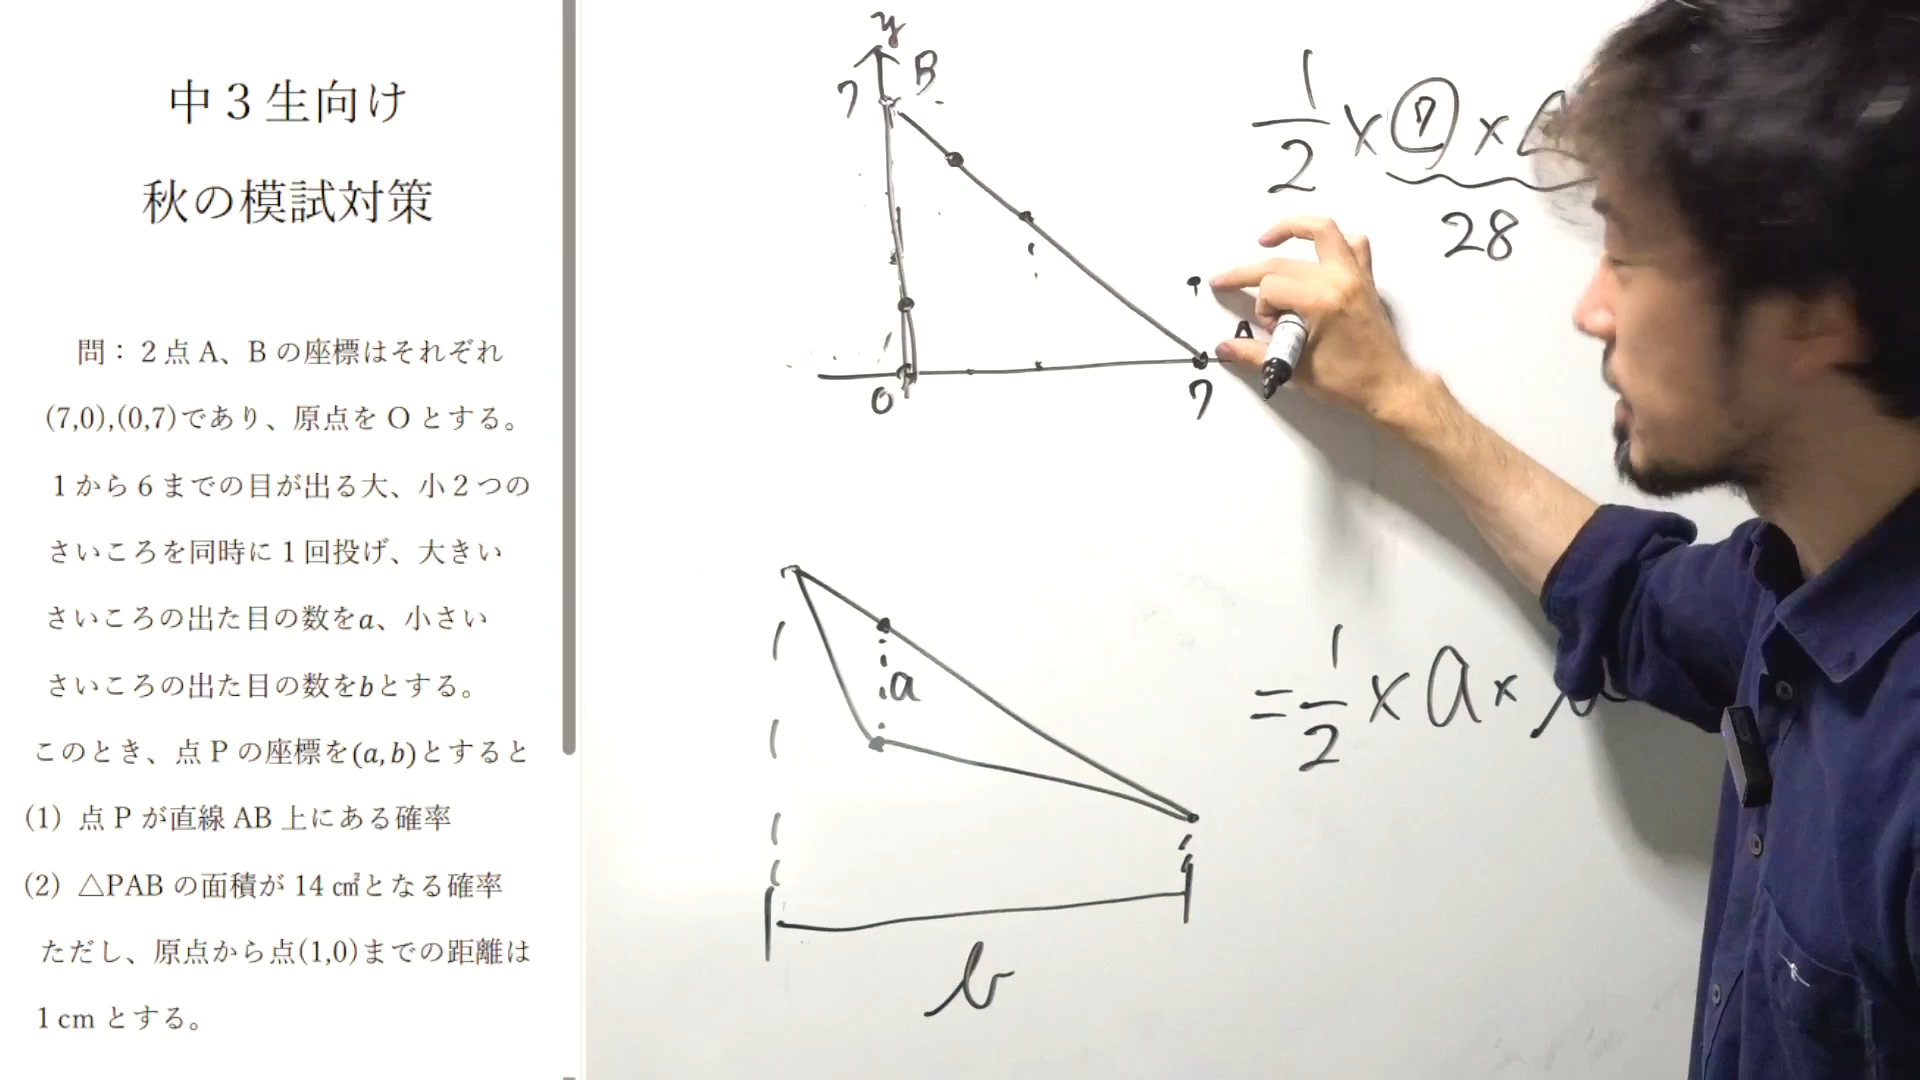 中3生向け
秋の模試対策
問：２点A、Bの座標はそれぞれ
(7,0),(0,7)であり、原点をOとする。
1から6までの目が出る大、小２つの
さいころを同時に1回投げ、大きい
さいころの出た目の数をa、小さい
さいころの出た目の数をbとする。
このとき、点Pの座標を(a, b)とすると
(1) 点Pが直線AB上にある確率
(2) △PABの面積が14㎠となる確率
ただし、原点から点(1,0)までの距離は
1cmとする。
y
B
7
0
7
A
1/2 × 7 ×
28
a
b
= 1/2 × a ×